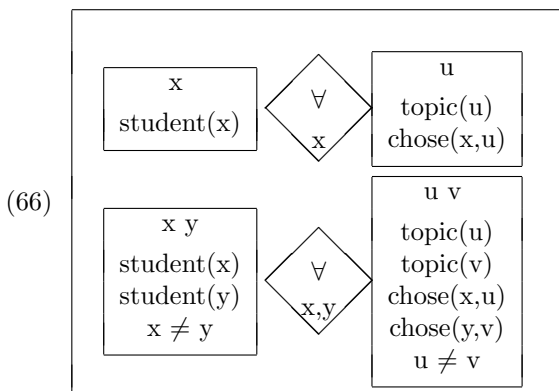 x
student(x)
∀
x
u
topic(u)
chose(x,u)
(66)
x y
student(x)
student(y)
x ≠ y
∀
x,y
u v
topic(u)
topic(v)
chose(x,u)
chose(y,v)
u ≠ v